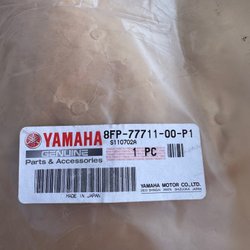 YAMAHA 8FP-77711-00-P1
GENUINE S110702A
Parts & Accessories 1 PC
MADE IN JAPAN YAMAHA MOTOR CO.,LTD.